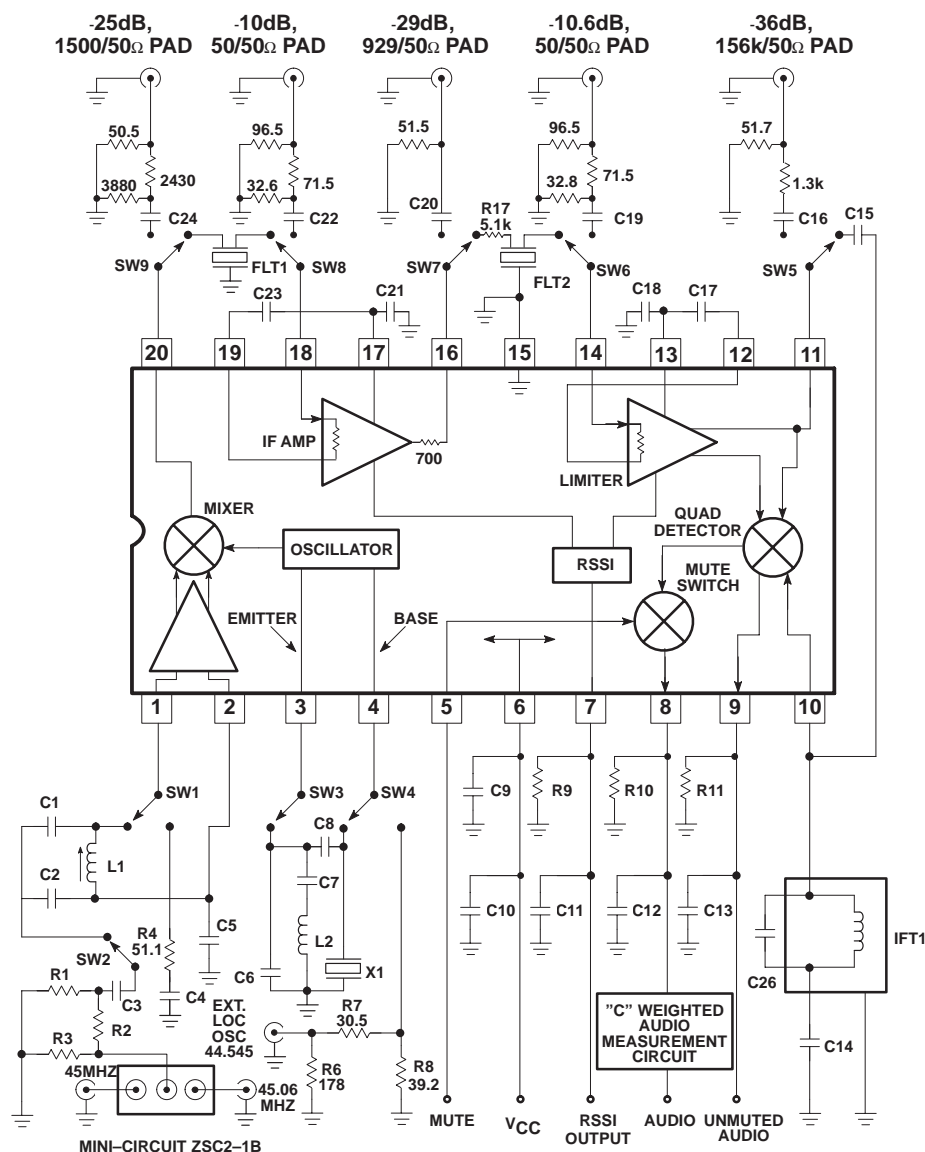 -25dB,
1500/50Ω PAD
-10dB,
50/50Ω PAD
-29dB,
929/50Ω PAD
-10.6dB,
50/50Ω PAD
-36dB,
156k/50Ω PAD
50.5
2430
3880
C24
96.5
71.5
32.6
C22
51.5
C20
R17
5.1k
96.5
71.5
32.8
C19
51.7
1.3k
C16
C15
SW9
FLT1
SW8
SW7
FLT2
SW6
SW5
C23
C21
C18
C17
20
19
18
17
16
15
14
13
12
11
IF AMP
700
LIMITER
MIXER
OSCILLATOR
RSSI
QUAD
DETECTOR
MUTE
SWITCH
EMITTER
BASE
1
2
3
4
5
6
7
8
9
10
SW1
SW3
SW4
C1
L1
C2
C5
R4
51.1
C4
SW2
C3
R1
R2
R3
C8
C7
L2
C6
X1
EXT.
LOC
OSC
44.545
R7
30.5
R6
178
R8
39.2
C9
R9
R10
R11
C10
C11
C12
C13
"C" WEIGHTED
AUDIO
MEASUREMENT
CIRCUIT
C26
IFT1
C14
45MHZ
45.06
MHZ
MINI–CIRCUIT ZSC2–1B
MUTE
VCC
RSSI
OUTPUT
AUDIO
UNMUTED
AUDIO